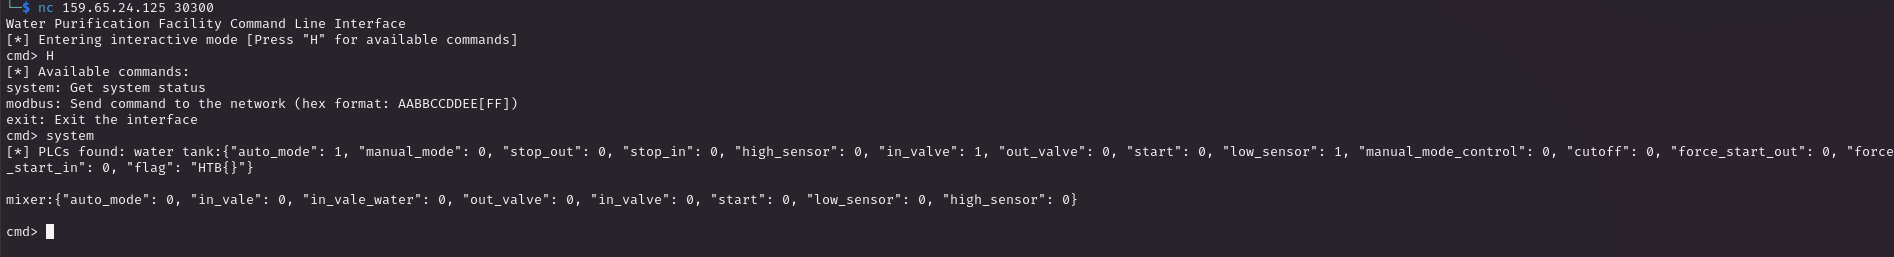 └─$ nc 159.65.24.125 30300
Water Purification Facility Command Line Interface
[*] Entering interactive mode [Press "H" for available commands]
cmd> H
[*] Available commands:
system: Get system status
modbus: Send command to the network (hex format: AABBCCDDEE[FF])
exit: Exit the interface
cmd> system
[*] PLCs found: water tank:{"auto_mode": 1, "manual_mode": 0, "stop_out": 0, "stop_in": 0, "high_sensor": 0, "in_valve": 1, "out_valve": 0, "start": 0, "low_sensor": 1, "manual_mode_control": 0, "cutoff": 0, "force_start_out": 0, "force
_start_in": 0, "flag": "HTB{}"}
mixer:{"auto_mode": 0, "in_vale": 0, "in_vale_water": 0, "out_valve": 0, "in_valve": 0, "start": 0, "low_sensor": 0, "high_sensor": 0}
cmd>